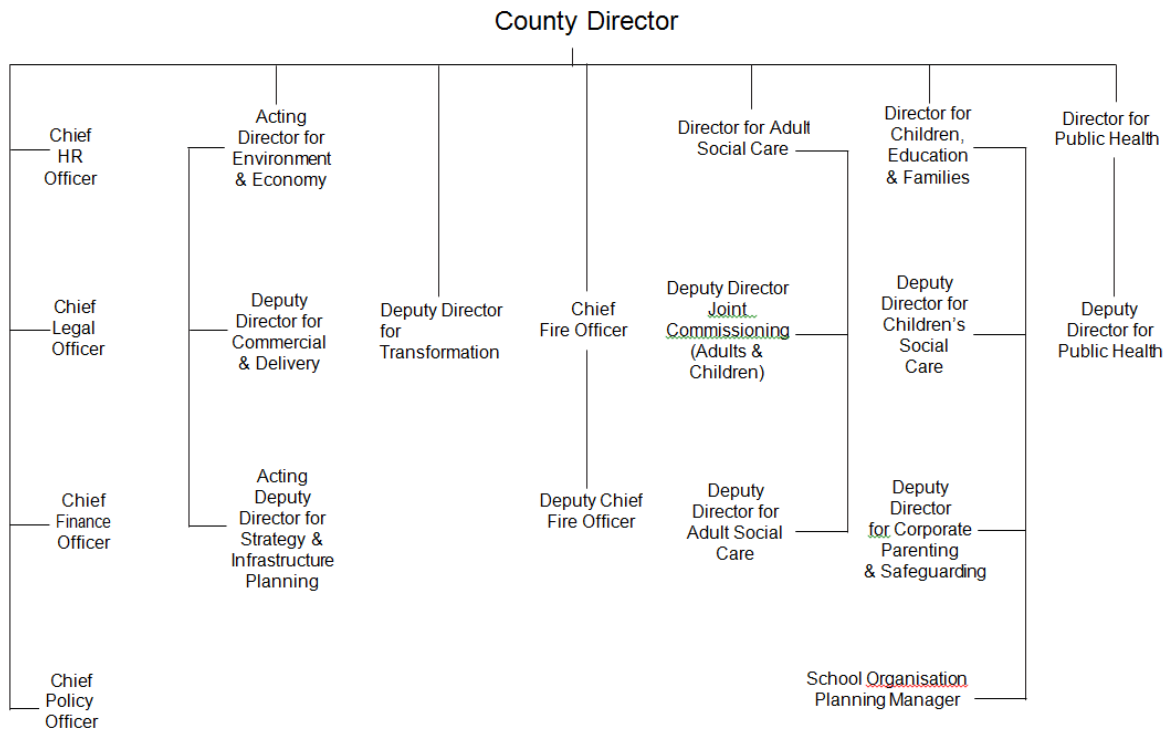 County Director
Chief
HR
Officer
Acting
Director for
Environment
& Economy
Director for Adult
Social Care
Director for
Children,
Education
& Families
Director for
Public Health
Chief
Legal
Officer
Deputy
Director for
Commercial
& Delivery
Deputy Director
for
Transformation
Chief
Fire Officer
Deputy Director
Joint
Commissioning
(Adults &
Children)
Deputy
Director for
Children's
Social
Care
Deputy
Director for
Public Health
Chief
Finance
Officer
Acting
Deputy
Director for
Strategy &
Infrastructure
Planning
Deputy Chief
Fire Officer
Deputy
Director for
Adult Social
Care
Deputy
Director
for Corporate
Parenting
& Safeguarding
Chief
Policy
Officer
School Organisation
Planning Manager